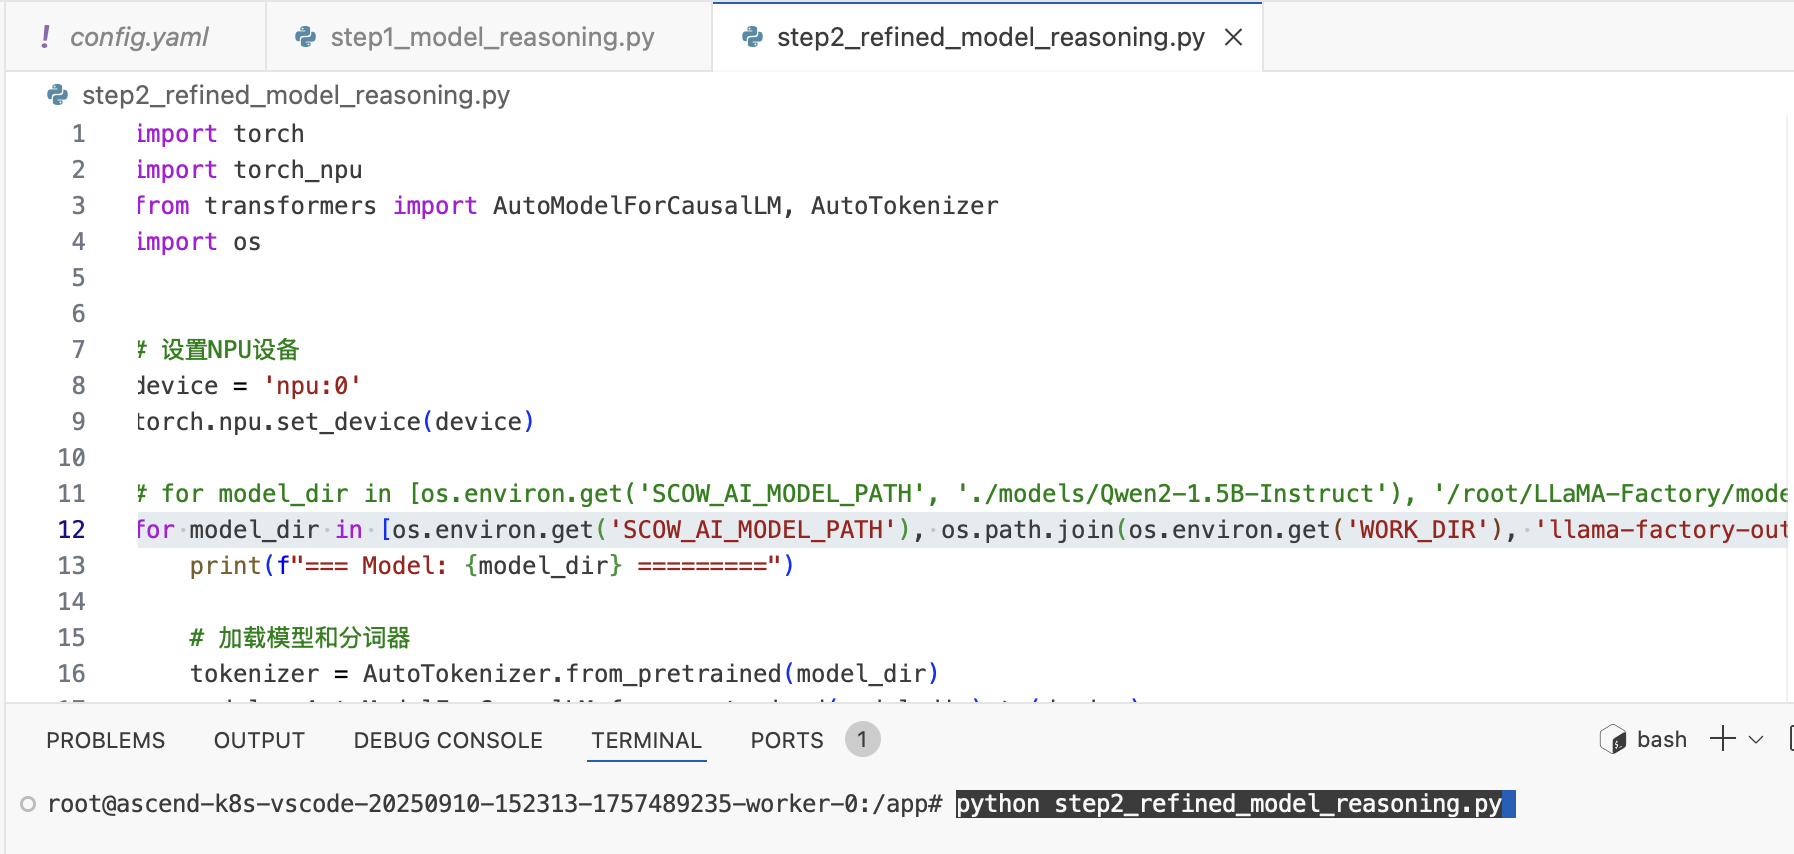 ! config.yaml step1_model_reasoning.py step2_refined_model_reasoning.py
step2_refined_model_reasoning.py
1 import torch
2 import torch_npu
3 from transformers import AutoModelForCausalLM, AutoTokenizer
4 import os
5
6
7 # 设置NPU设备
8 device = 'npu:0'
9 torch.npu.set_device(device)
10
11 # for model_dir in [os.environ.get('SCOW_AI_MODEL_PATH', './models/Qwen2-1.5B-Instruct'), '/root/LLaMA-Factory/mode
12 for model_dir in [os.environ.get('SCOW_AI_MODEL_PATH'), os.path.join(os.environ.get('WORK_DIR'), 'llama-factory-out
13 print(f"=== Model: {model_dir} =========")
14
15 # 加载模型和分词器
16 tokenizer = AutoTokenizer.from_pretrained(model_dir)
PROBLEMS OUTPUT DEBUG CONSOLE TERMINAL PORTS 1 bash
root@ascend-k8s-vscode-20250910-152313-1757489235-worker-0:/app# python step2_refined_model_reasoning.py